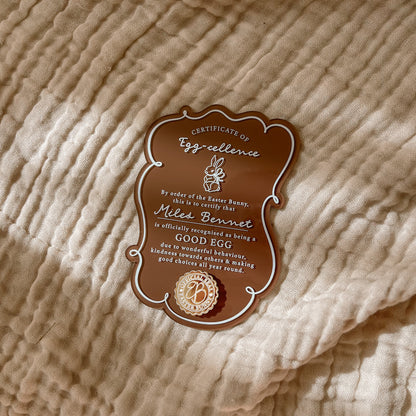 CERTIFICATE OF
Egg-cellence
By order of the Easter Bunny,
this is to certify that
Miles Bennet
is officially recognised as being a
GOOD EGG
due to wonderful behaviour,
kindness towards others & making
good choices all year round.